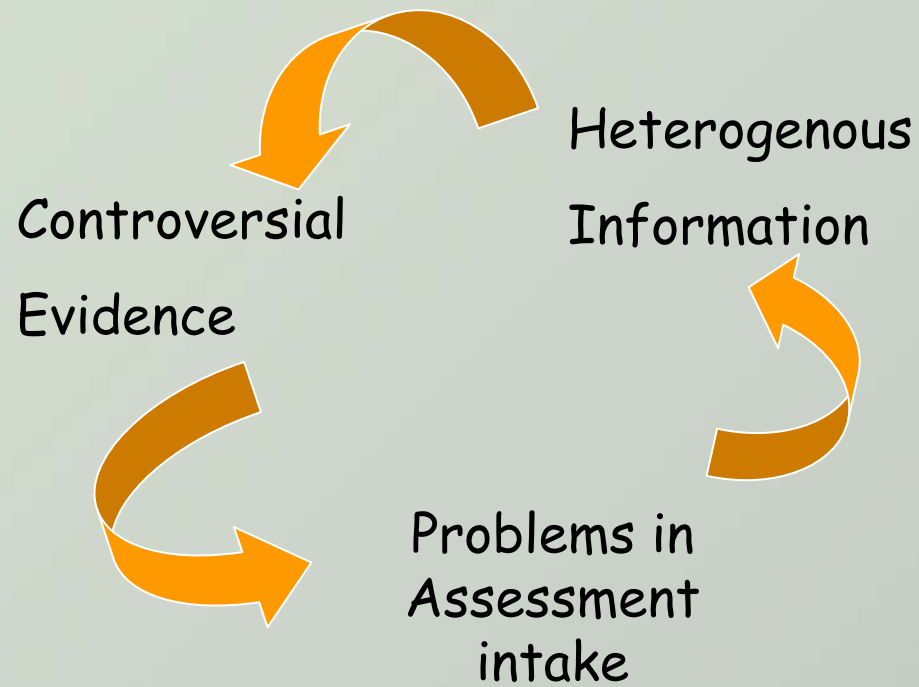 Heterogenous
Information
Controversial
Evidence
Problems in
Assessment
intake